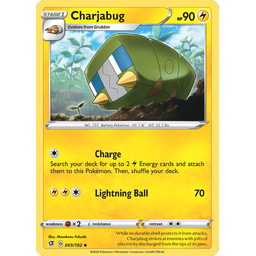 STAGE 1
Charjabug
HP 90
Evolves from Grubbin
NO. 737 Battery Pokémon HT: 1'8" WT: 23.1 lbs.
Charge
Search your deck for up to 2 Energy cards and attach
them to this Pokémon. Then, shuffle your deck.
Lightning Ball 70
weakness ×2 resistance retreat
Illus. Masakazu Fukuda
065/192
While its durable shell protects it from attacks,
Charjabug strikes at enemies with jolts of
electricity discharged from the tips of its jaws.
©2020 Pokémon / Nintendo / Creatures / GAME FREAK